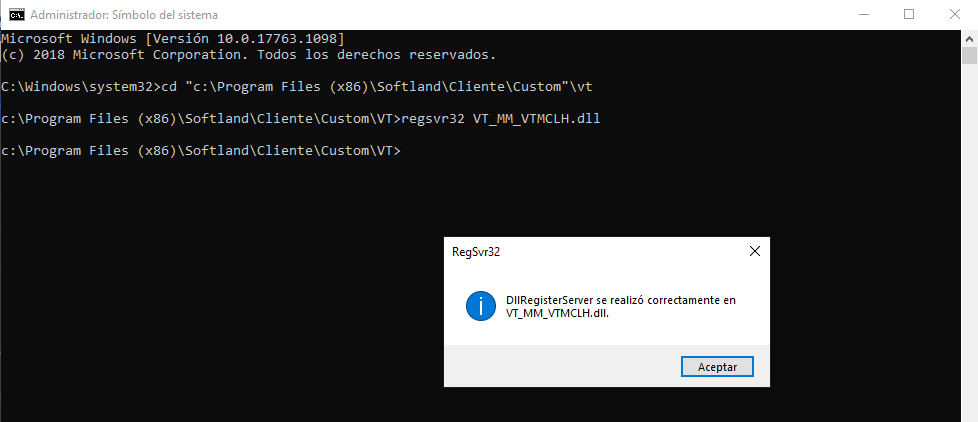 Administrador: Símbolo del sistema
Microsoft Windows [Versión 10.0.17763.1098]
(c) 2018 Microsoft Corporation. Todos los derechos reservados.
C:\Windows\system32>cd "c:\Program Files (x86)\Softland\Cliente\Custom"\vt
c:\Program Files (x86)\Softland\Cliente\Custom\VT>regsvr32 VT_MM_VTMCLH.dll
c:\Program Files (x86)\Softland\Cliente\Custom\VT>
RegSvr32
DllRegisterServer se realizó correctamente en
VT_MM_VTMCLH.dll.
Aceptar